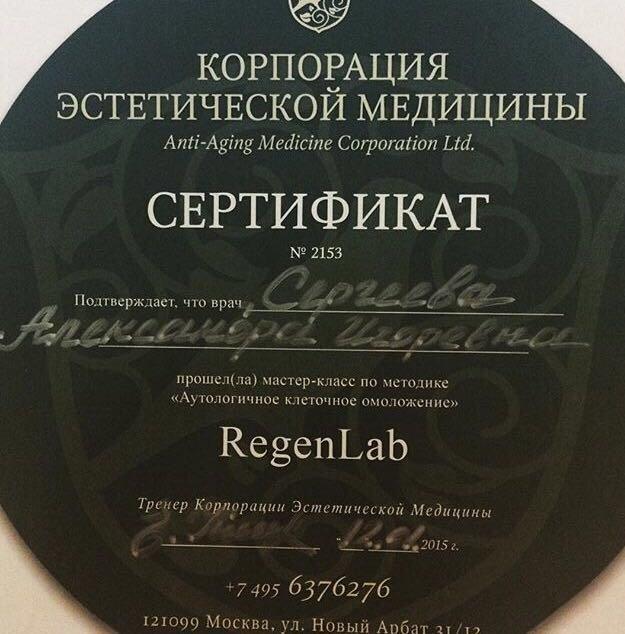 КОРПОРАЦИЯ
ЭСТЕТИЧЕСКОЙ МЕДИЦИНЫ
Anti-Aging Medicine Corporation Ltd.
СЕРТИФИКАТ
№ 2153
Подтверждает, что врач Сергеева
Александра Игоревна
прошел(ла) мастер-класс по методике
«Аутологичное клеточное омоложение»
RegenLab
Тренер Корпорации Эстетической Медицины
2015 г.
+7 495 6376276
121099 Москва, ул. Новый Арбат 31/12